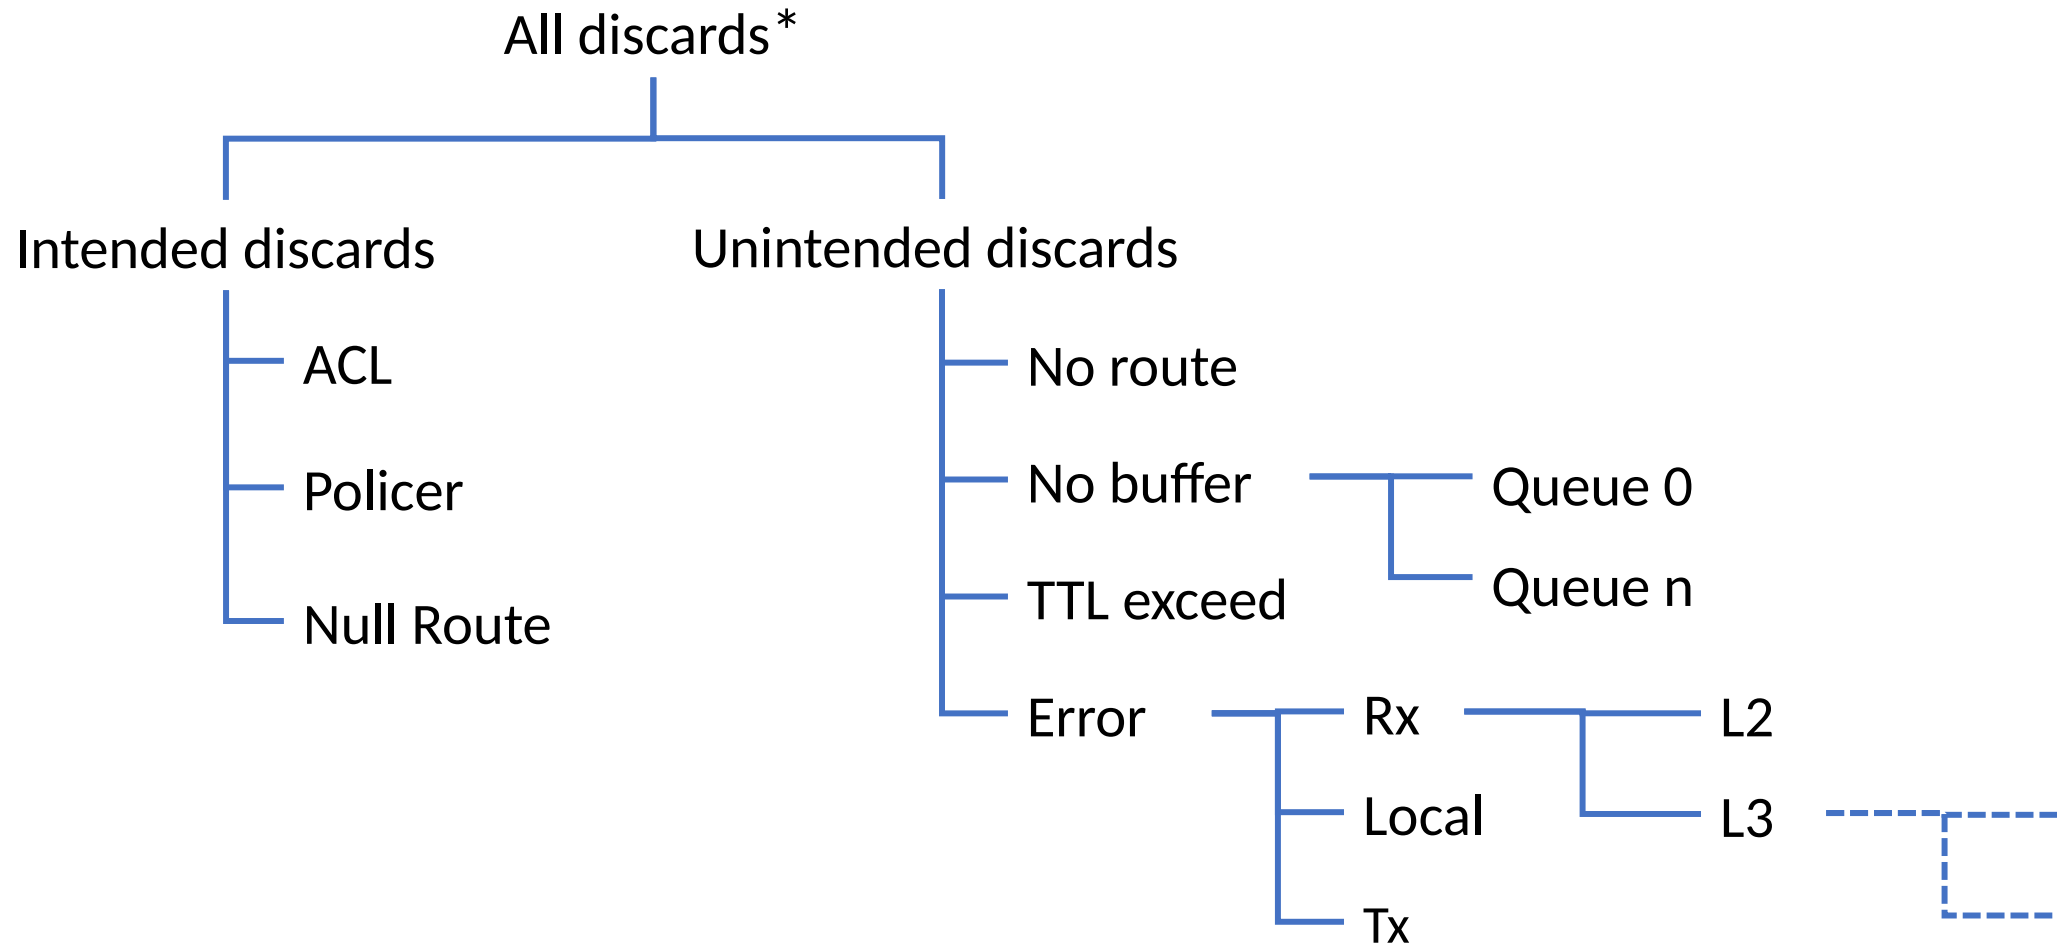 All discards*
Intended discards
Unintended discards
ACL
Policer
Null Route
No route
No buffer
Queue 0
Queue n
TTL exceed
Error
Rx
L2
L3
Local
Tx